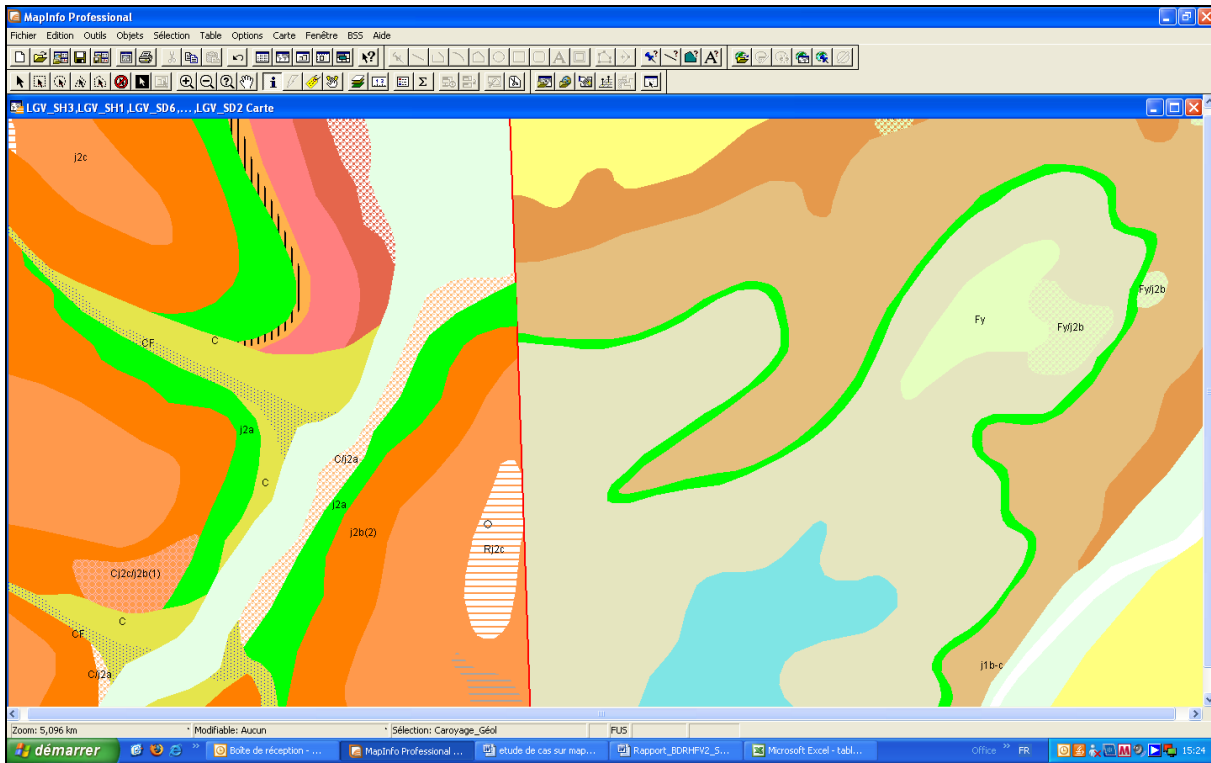 MapInfo Professional
Fichier Edition Outils Objets Sélection Table Options Carte Fenêtre BSS Aide
LGV_SH3,LGV_SH1,LGV_SD6,...,LGV_SD2 Carte
j2c
Fy/j2b
Fy
Fy/j2b
CF
C
j2a
C/j2a
C
j2a
j2b(2)
Rj2c
Cj2c/j2b(1)
C
CF
C/j2a
j1b-c
Zoom: 5,096 km Modifiable: Aucun Sélection: Caroyage_Géol FUS
démarrer Boîte de réception - ... MapInfo Professional ... etude de cas sur map... Rapport_BDRHFV2_S... Microsoft Excel - tabl... Office FR 15:24